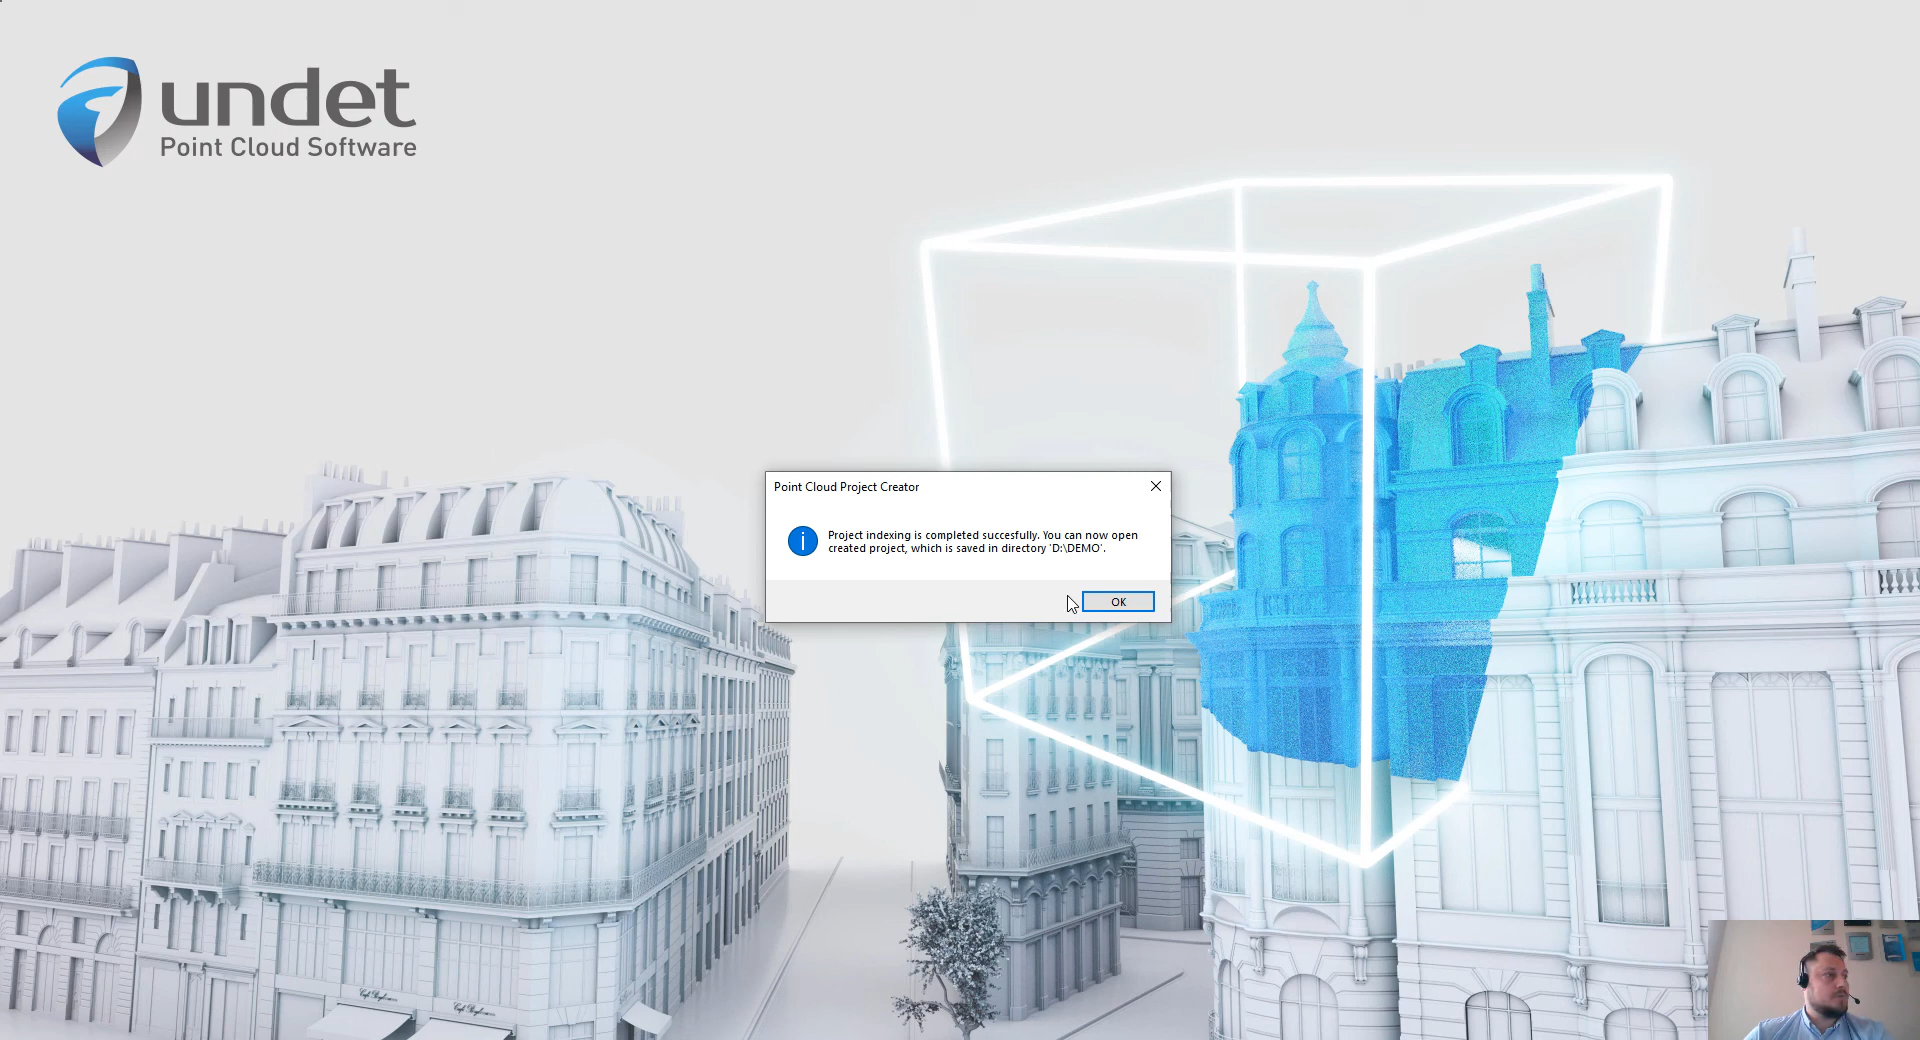 undet
Point Cloud Software
Point Cloud Project Creator
Project indexing is completed succesfully. You can now open
created project, which is saved in directory 'D:\DEMO'.
OK